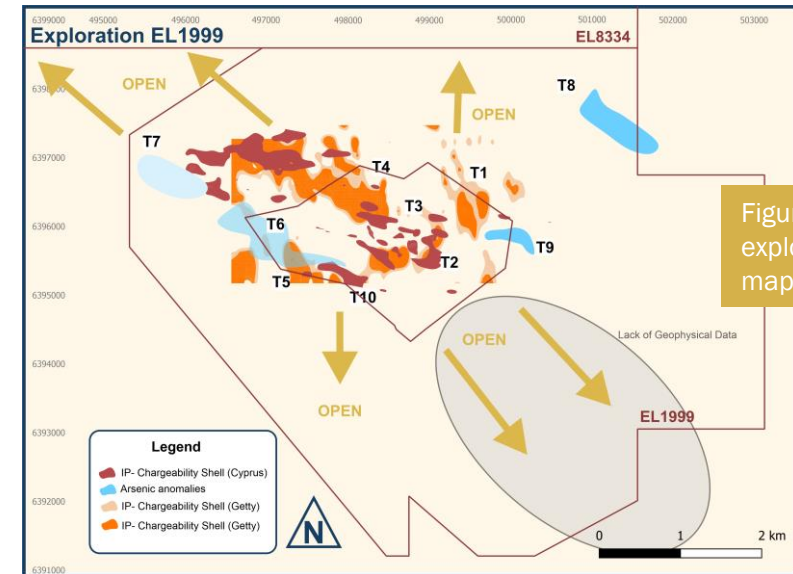 6399000 495000 496000 497000 498000 499000 500000 501000 502000 503000
Exploration EL1999
EL8334
OPEN
OPEN
T8
T7
T4
T1
6397000
T3
T6
6396000
T2
T9
T5
T10
6395000
Lack of Geophysical Data
OPEN
6394000
OPEN
EL1999
6393000
Legend
IP- Chargeability Shell (Cyprus)
Arsenic anomalies
IP- Chargeability Shell (Getty)
IP- Chargeability Shell (Getty)
6392000
N
0 1 2 km
6391000
explo
map